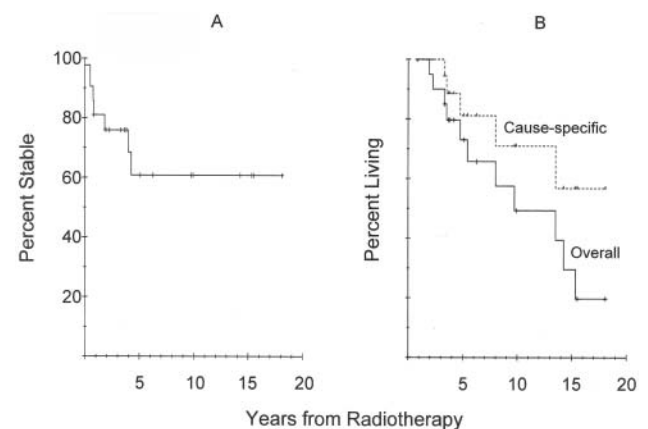 A
B
100
80
60
40
20
Percent Stable
5 10 15 20
Percent Living
Cause-specific
Overall
5 10 15 20
Years from Radiotherapy